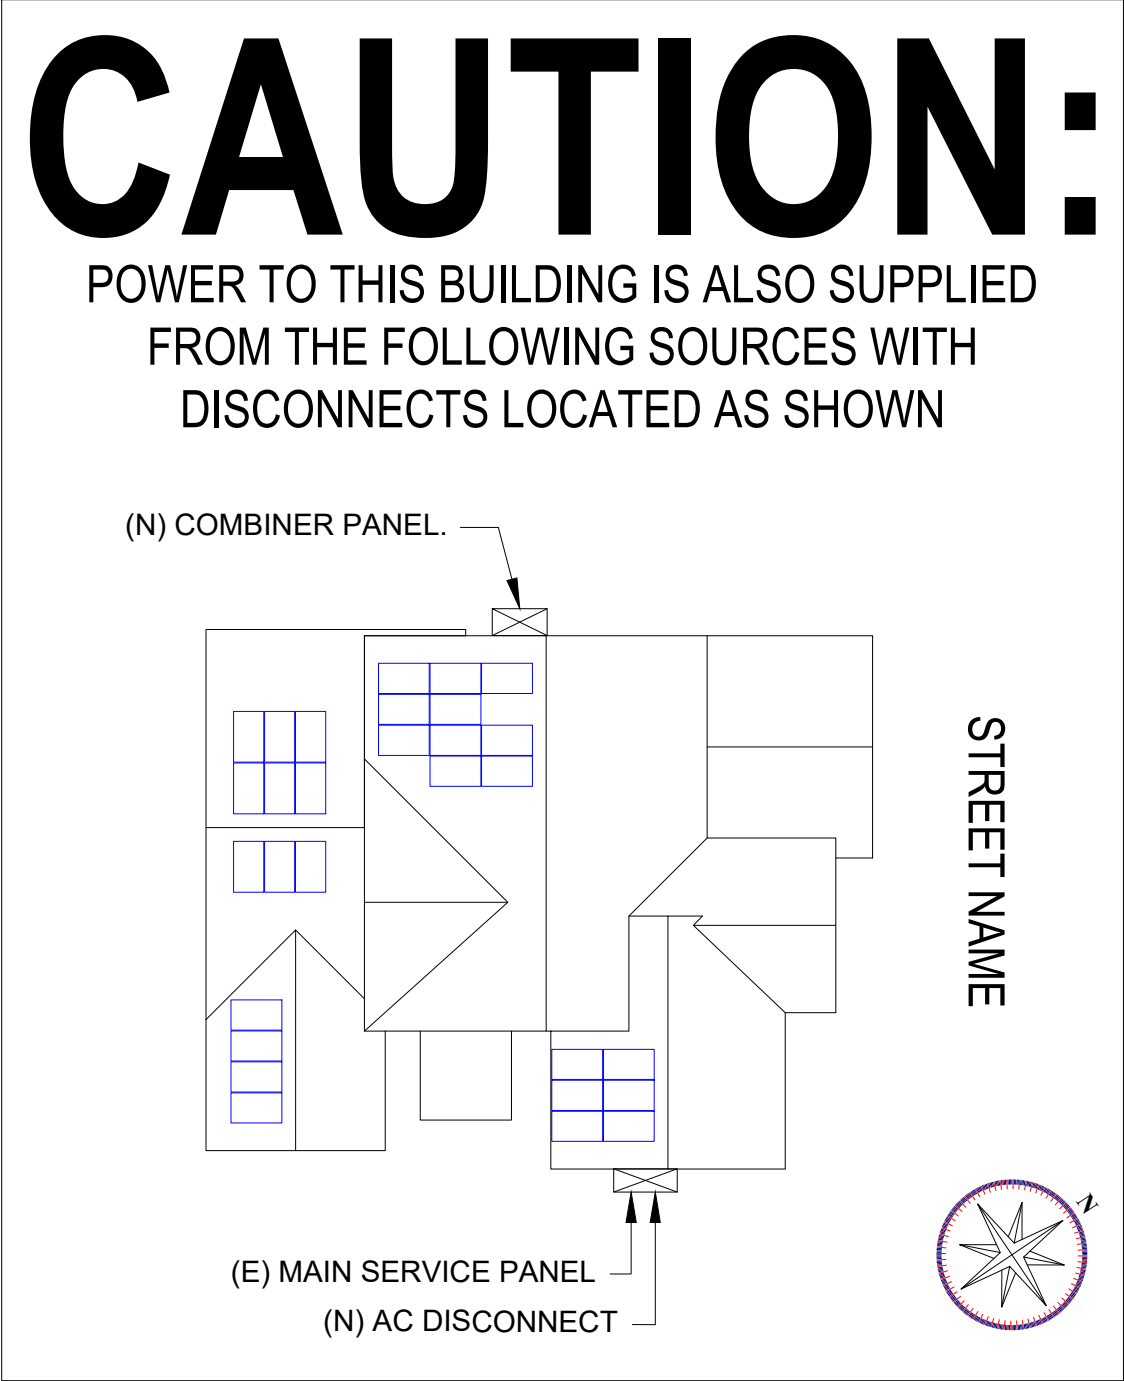 CAUTION:
POWER TO THIS BUILDING IS ALSO SUPPLIED
FROM THE FOLLOWING SOURCES WITH
DISCONNECTS LOCATED AS SHOWN
(N) COMBINER PANEL.
STREET NAME
N
(E) MAIN SERVICE PANEL
(N) AC DISCONNECT